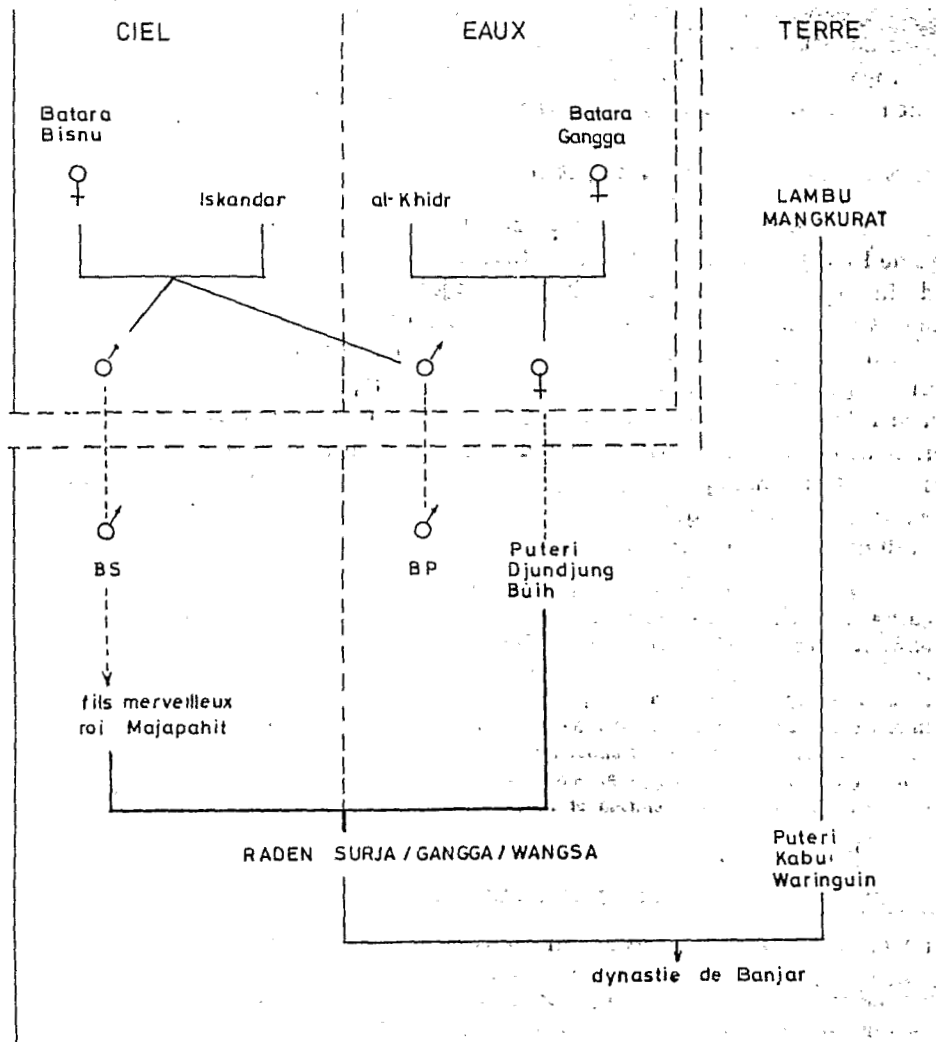 CIEL
EAUX
TERRE
Batara
Bisnu
Iskandar
al-Khidr
Batara
Gangga
LAMBU
MANGKURAT
BS
BP
Puteri
Djundjung
Buih
fils merveilleux
roi Majapahit
RADEN SURJA / GANGGA / WANGSA
Puteri
Waringuin
dynastie de Banjar